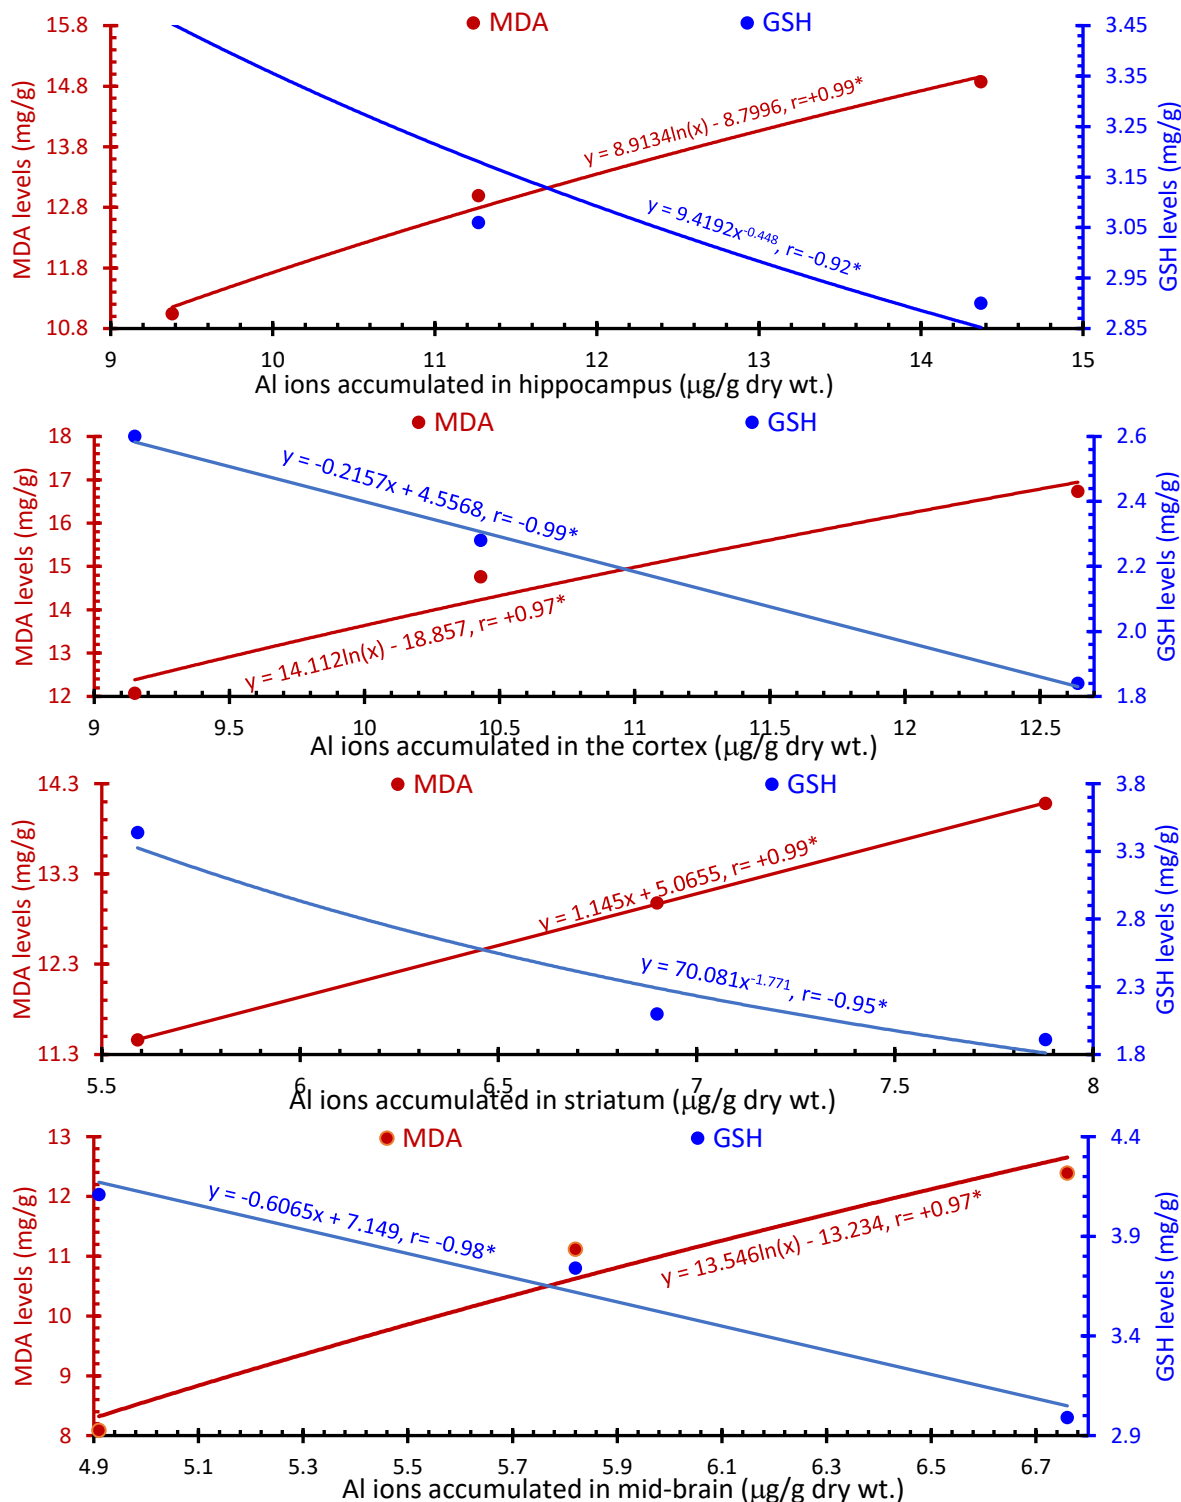 MDA
GSH
MDA levels (mg/g)
15.8
14.8
13.8
12.8
11.8
10.8
y = 8.9134ln(x) - 8.7996, r=+0.99*
y = 9.4192x^-0.448, r= -0.92*
3.45
3.35
3.25
3.15
3.05
2.95
2.85
GSH levels (mg/g)
9 10 11 12 13 14 15
Al ions accumulated in hippocampus (µg/g dry wt.)
MDA
GSH
MDA levels (mg/g)
18
17
16
15
14
13
12
y = -0.2157x + 4.5568, r= -0.99*
y = 14.112ln(x) - 18.857, r= +0.97*
2.6
2.4
2.2
2.0
1.8
GSH levels (mg/g)
9 9.5 10 10.5 11 11.5 12 12.5
Al ions accumulated in the cortex (µg/g dry wt.)
MDA
GSH
MDA levels (mg/g)
14.3
13.3
12.3
11.3
y = 1.145x + 5.0655, r= +0.99*
y = 70.081x^-1.771, r= -0.95*
3.8
3.3
2.8
2.3
1.8
GSH levels (mg/g)
5.5 6 6.5 7 7.5 8
Al ions accumulated in striatum (µg/g dry wt.)
MDA
GSH
MDA levels (mg/g)
13
12
11
10
9
8
y = -0.6065x + 7.149, r= -0.98*
y = 13.546ln(x) - 13.234, r= +0.97*
4.4
3.9
3.4
2.9
GSH levels (mg/g)
4.9 5.1 5.3 5.5 5.7 5.9 6.1 6.3 6.5 6.7
Al ions accumulated in mid-brain (µg/g dry wt.)